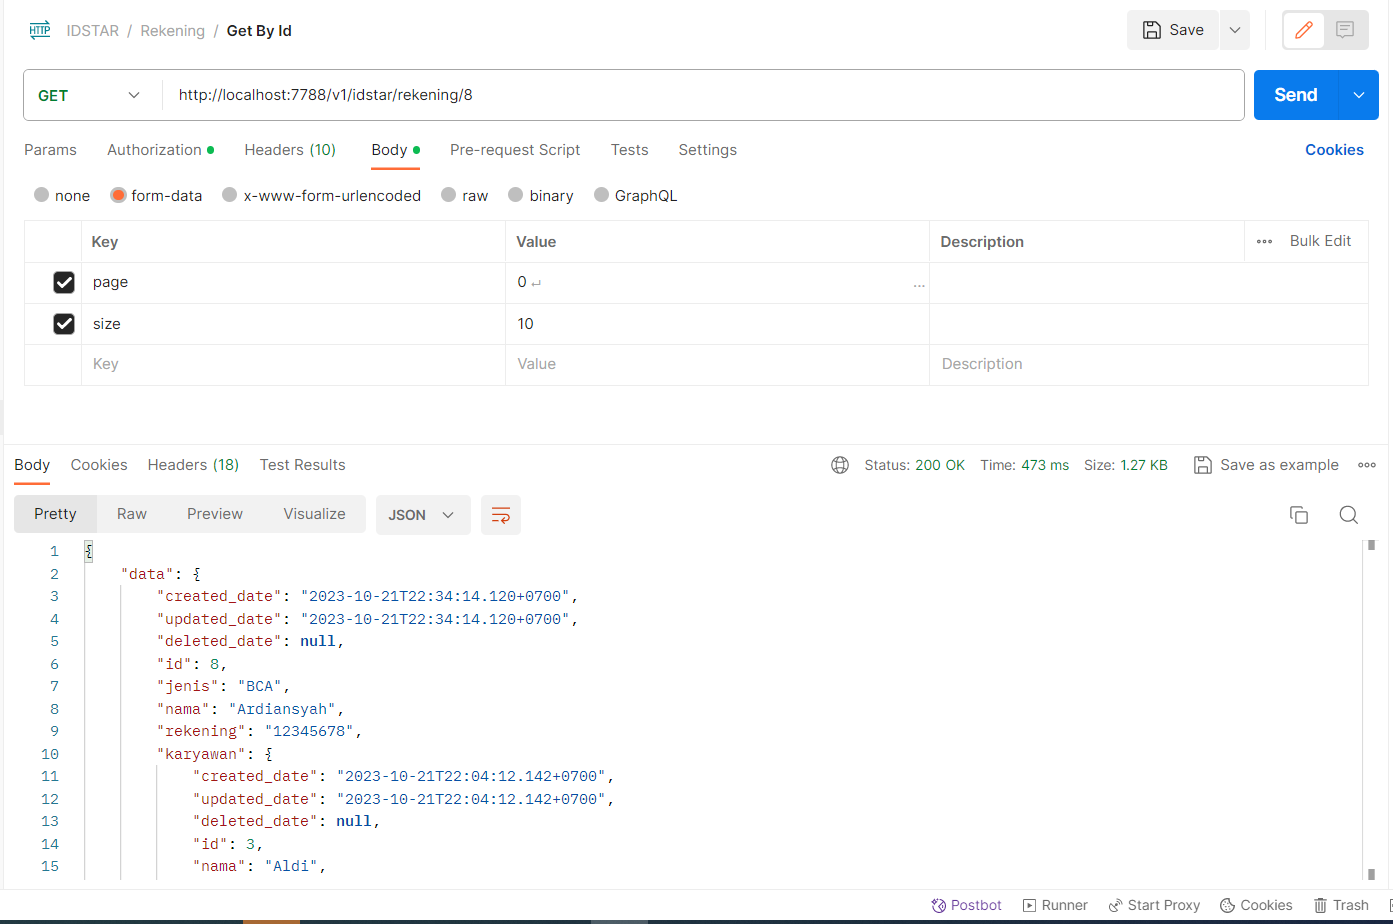 HTTP IDSTAR / Rekening / Get By Id Save
GET http://localhost:7788/v1/idstar/rekening/8 Send
Params Authorization Headers (10) Body Pre-request Script Tests Settings Cookies
none form-data x-www-form-urlencoded raw binary GraphQL
Key Value Description ••• Bulk Edit
page 0 ↵ ...
size 10
Key Value Description
Body Cookies Headers (18) Test Results Status: 200 OK Time: 473 ms Size: 1.27 KB Save as example •••
Pretty Raw Preview Visualize JSON
1 {
2 "data": {
3 "created_date": "2023-10-21T22:34:14.120+0700",
4 "updated_date": "2023-10-21T22:34:14.120+0700",
5 "deleted_date": null,
6 "id": 8,
7 "jenis": "BCA",
8 "nama": "Ardiansyah",
9 "rekening": "12345678",
10 "karyawan": {
11 "created_date": "2023-10-21T22:04:12.142+0700",
12 "updated_date": "2023-10-21T22:04:12.142+0700",
13 "deleted_date": null,
14 "id": 3,
15 "nama": "Aldi",
Postbot Runner Start Proxy Cookies Trash